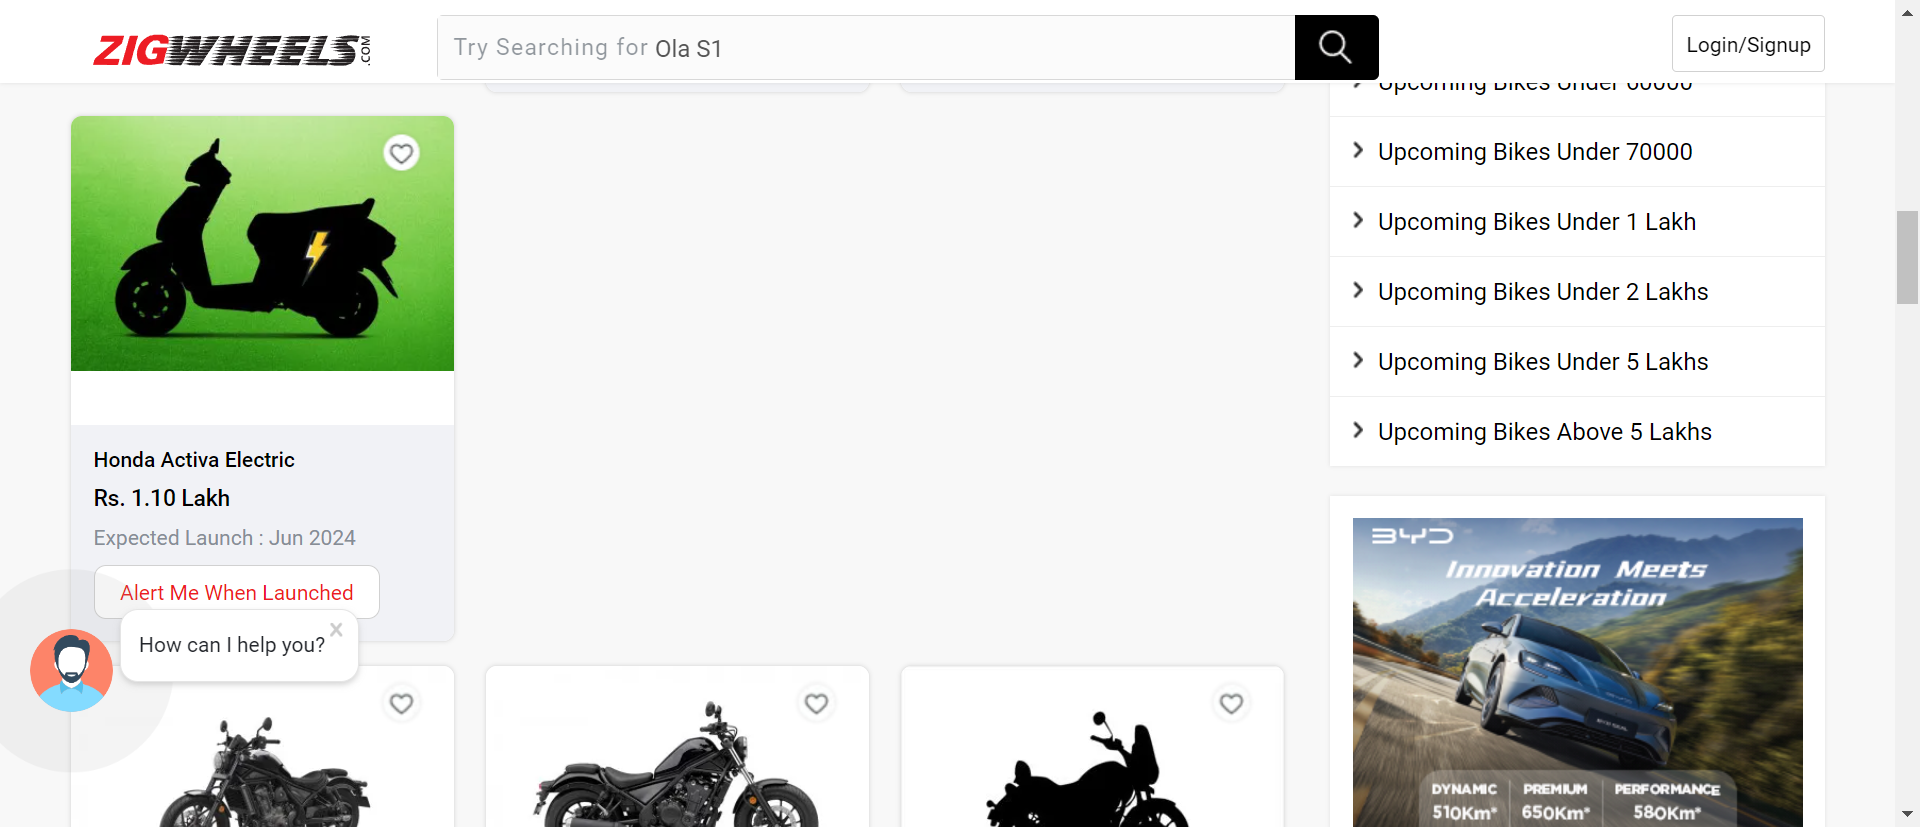 ZIGWHEELS.COM
Try Searching for Ola S1
Login/Signup
Upcoming Bikes Under 60000
Upcoming Bikes Under 70000
Upcoming Bikes Under 1 Lakh
Upcoming Bikes Under 2 Lakhs
Upcoming Bikes Under 5 Lakhs
Upcoming Bikes Above 5 Lakhs
Honda Activa Electric
Rs. 1.10 Lakh
Expected Launch : Jun 2024
Alert Me When Launched
How can I help you?
BYD
Innovation Meets
Acceleration
DYNAMIC PREMIUM PERFORMANCE
510Km* 650Km* 580Km*